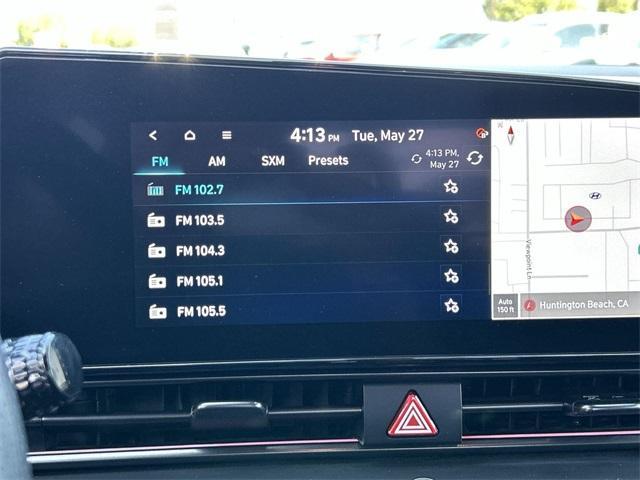 4:13 PM Tue, May 27
FM AM SXM Presets 4:13 PM, May 27
FM 102.7
FM 103.5
FM 104.3
FM 105.1
FM 105.5
Viewpoint Ln
Auto
150 ft
Huntington Beach, CA